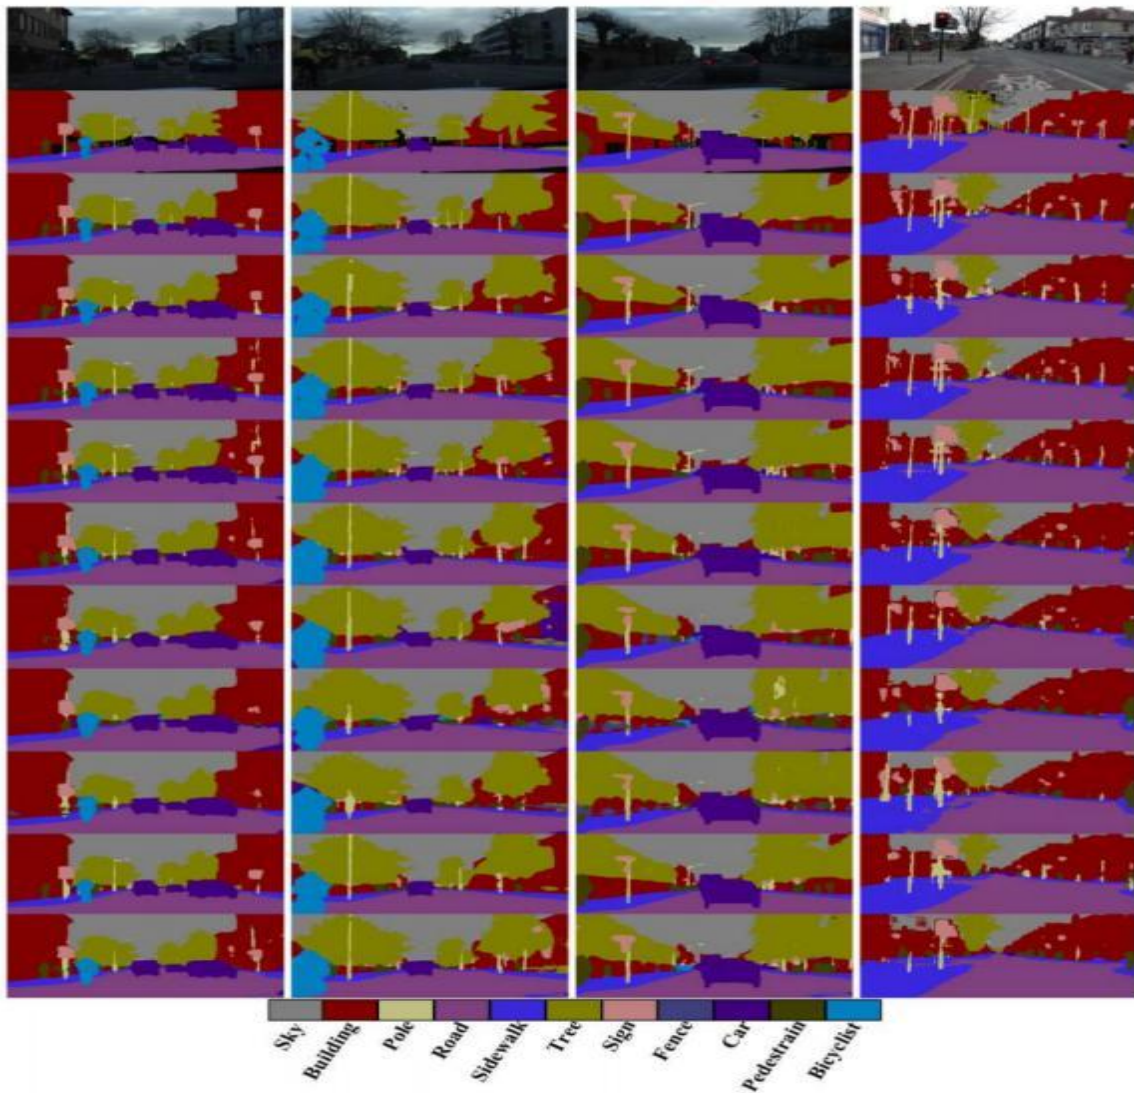 Sky
Building
Pole
Road
Sidewalk
Tree
Sign
Fence
Car
Pedestrain
Bicyclist